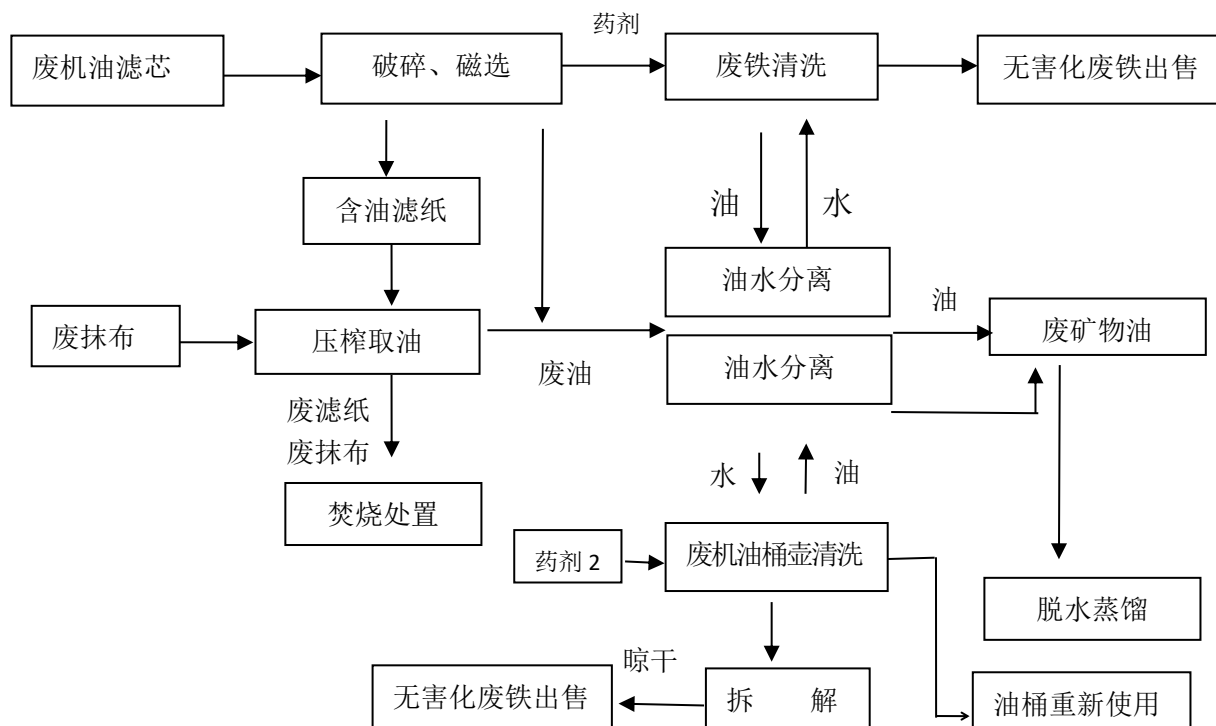 药剂
废机油滤芯
破碎、磁选
废铁清洗
无害化废铁出售
含油滤纸
油
水
油水分离
废抹布
压榨取油
废油
油水分离
油
废矿物油
废滤纸
废抹布
焚烧处置
水
油
药剂 2
废机油桶壶清洗
脱水蒸馏
晾干
无害化废铁出售
拆 解
油桶重新使用